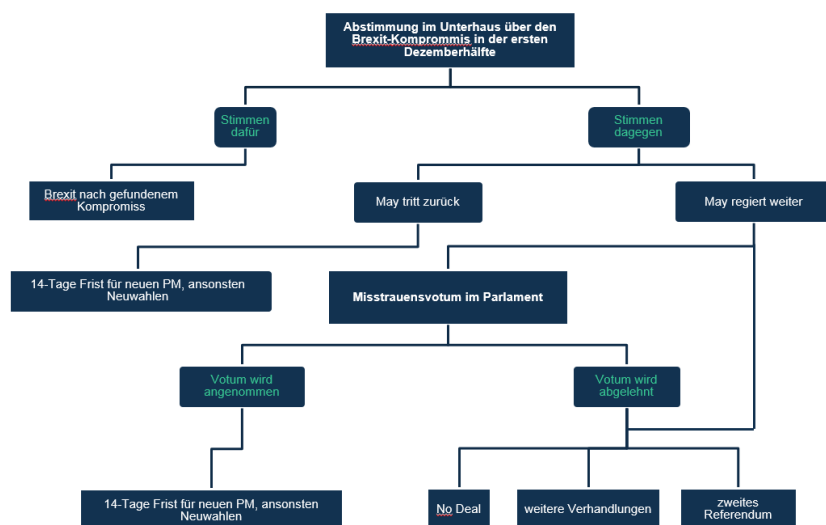 Abstimmung im Unterhaus über den
Brexit-Komprommis in der ersten
Dezemberhälfte
Stimmen
dafür
Stimmen
dagegen
Brexit nach gefundenem
Kompromiss
May tritt zurück
May regiert weiter
14-Tage Frist für neuen PM, ansonsten
Neuwahlen
Misstrauensvotum im Parlament
Votum wird
angenommen
Votum wird
abgelehnt
14-Tage Frist für neuen PM, ansonsten
Neuwahlen
No Deal
weitere Verhandlungen
zweites
Referendum